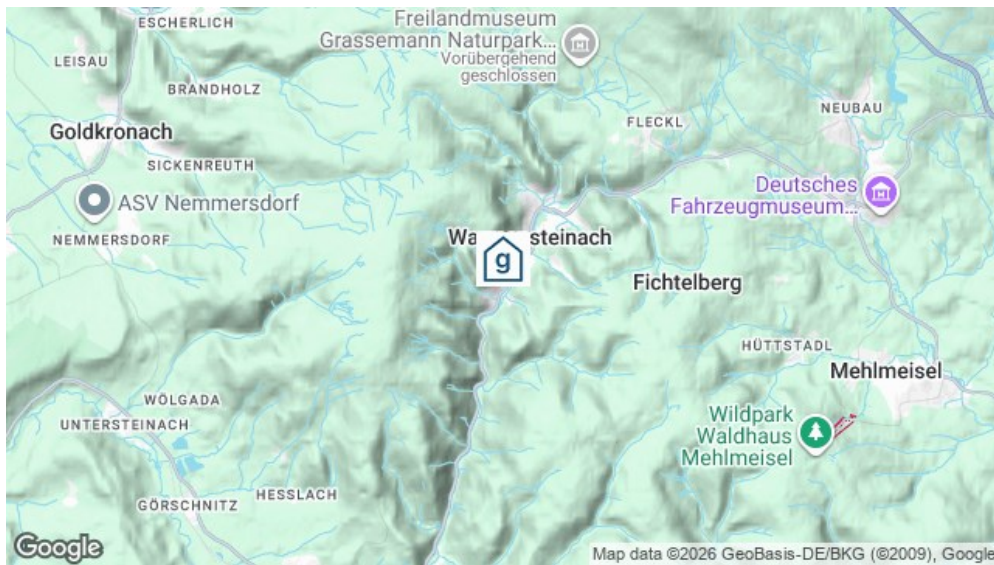 ESCHERLICH
Freilandmuseum
Grassemann Naturpark...
Vorübergehend
geschlossen
LEISAU
BRANDHOLZ
NEUBAU
FLECKL
Goldkronach
SICKENREUTH
Deutsches
Fahrzeugmuseum...
ASV Nemmersdorf
NEMMERSDORF
Wa
steinach
g
Fichtelberg
HÜTTSTADL
Mehlmeisel
WÖLGADA
UNTERSTEINACH
Wildpark
Waldhaus
Mehlmeisel
HESSLACH
GÖRSCHNITZ
Google
Map data ©2026 GeoBasis-DE/BKG (©2009), Google